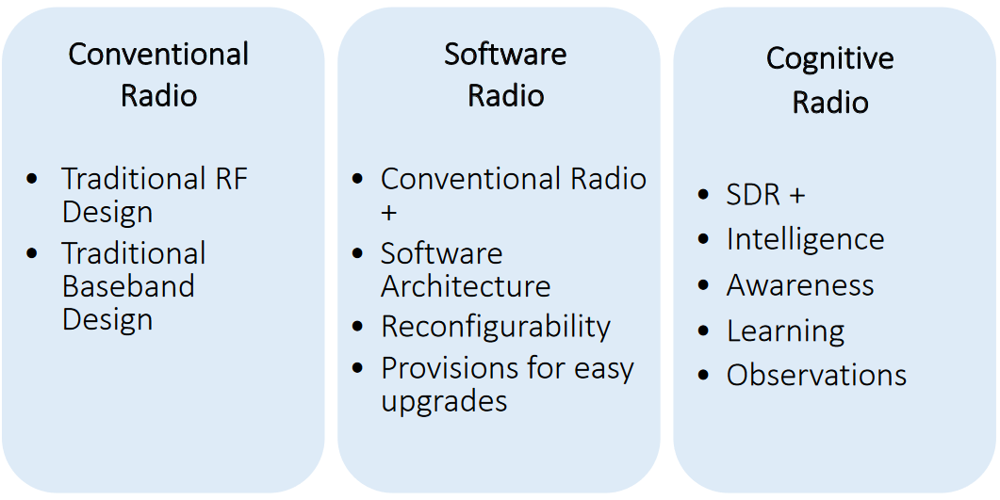 Conventional
Radio
• Traditional RF
Design
• Traditional
Baseband
Design
Software
Radio
• Conventional Radio
+
• Software
Architecture
• Reconfigurability
• Provisions for easy
upgrades
Cognitive
Radio
• SDR +
• Intelligence
• Awareness
• Learning
• Observations